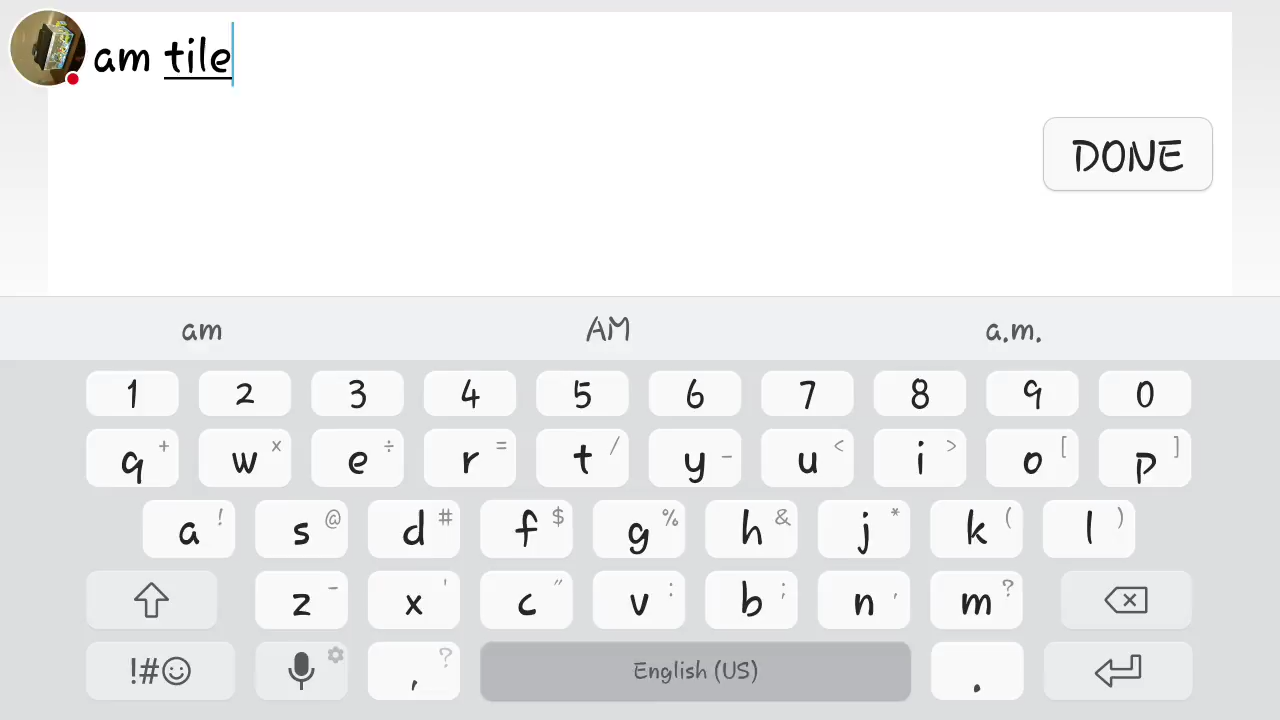 am tile
DONE
am AM a.m.
1 2 3 4 5 6 7 8 9 0
q + w × e ÷ r = t / y _ u < i > o [ p ]
a ! s @ d # f $ g % h & j * k ( l )
z - x ' c " v : b ; n , m ?
!#☺ , ? English (US) .